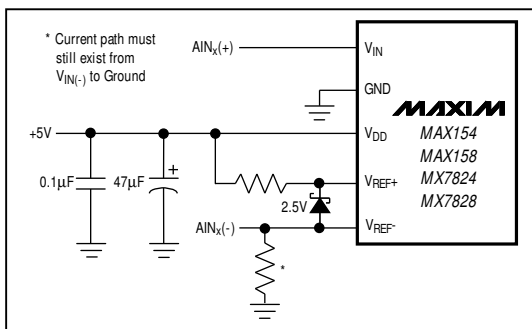 * Current path must
still exist from
VIN(-) to Ground
AINx(+)
VIN
GND
MAXIM
+5V
VDD
MAX154
MAX158
MX7824
MX7828
0.1µF
47µF
+
VREF+
2.5V
AINx(-)
VREF-
*